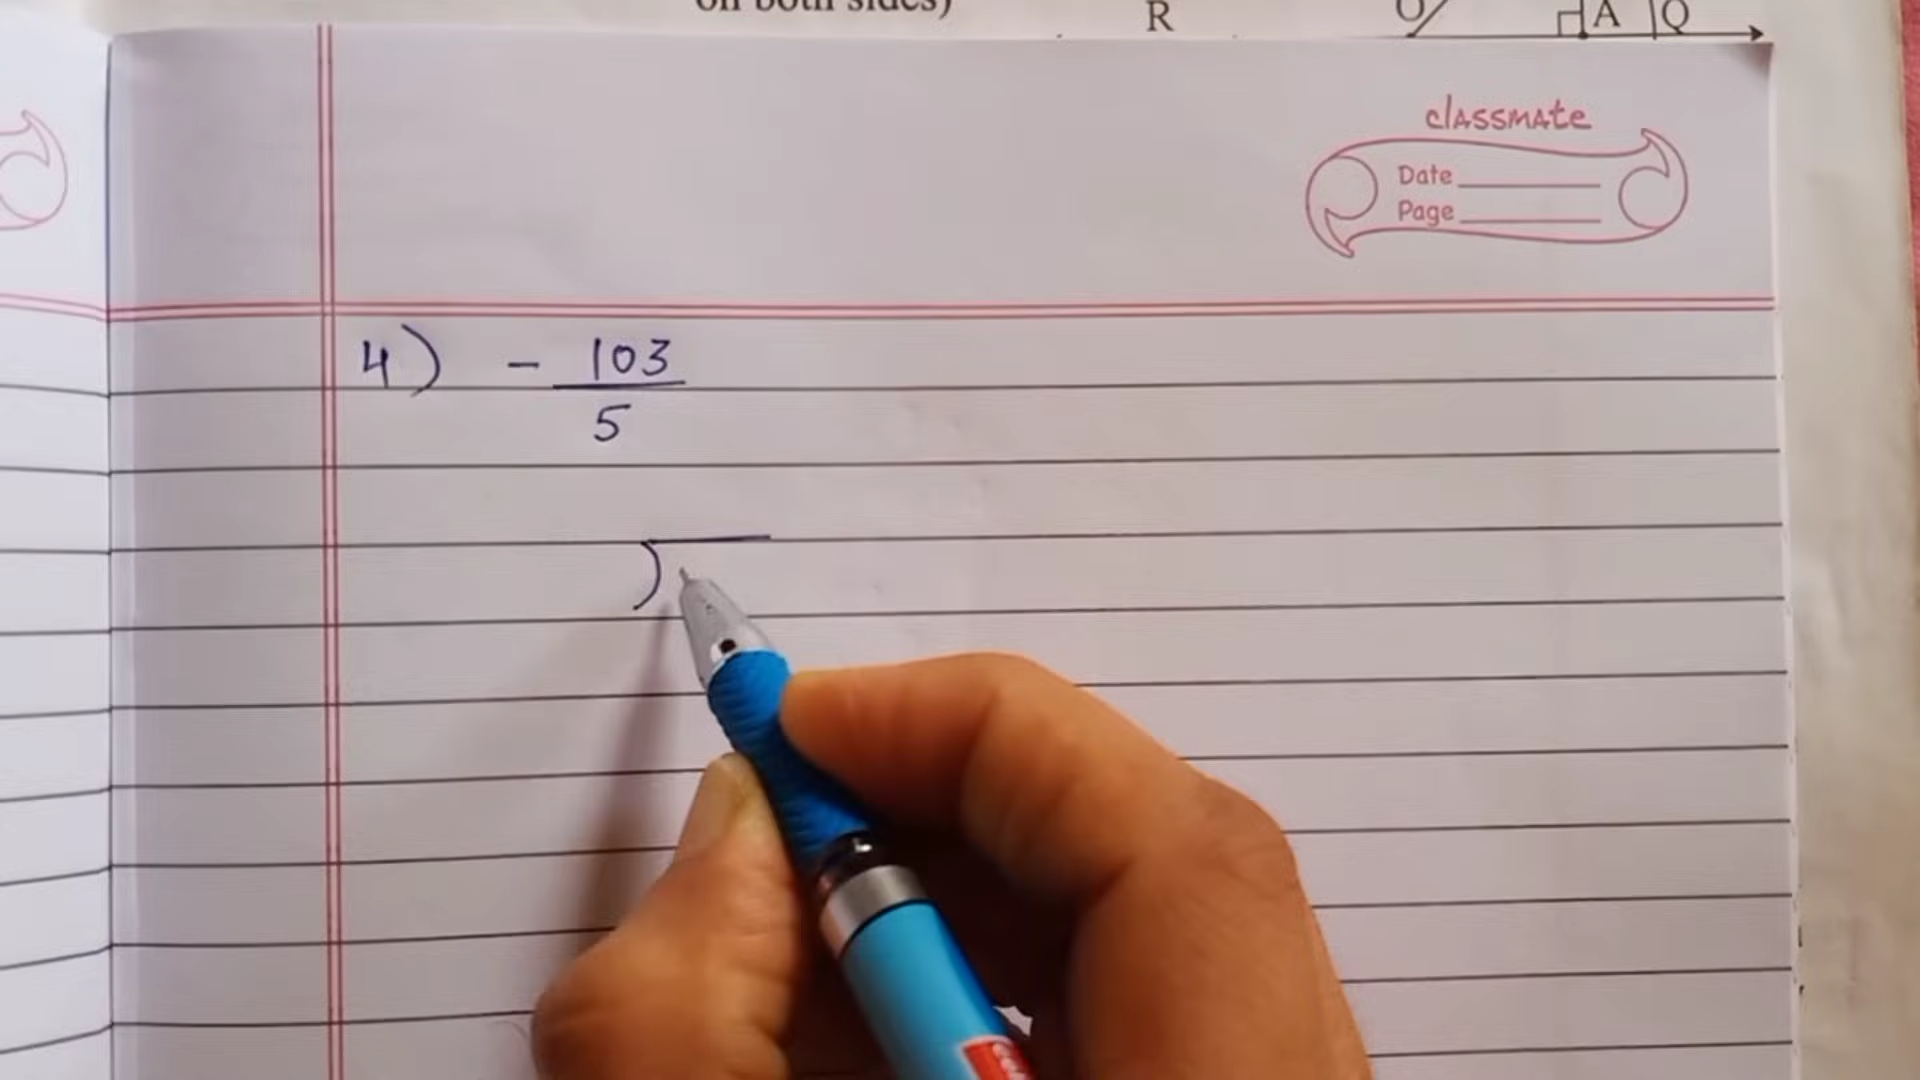 on both sides)
R
O
A Q
classmate
Date
Page
4) - 103
5